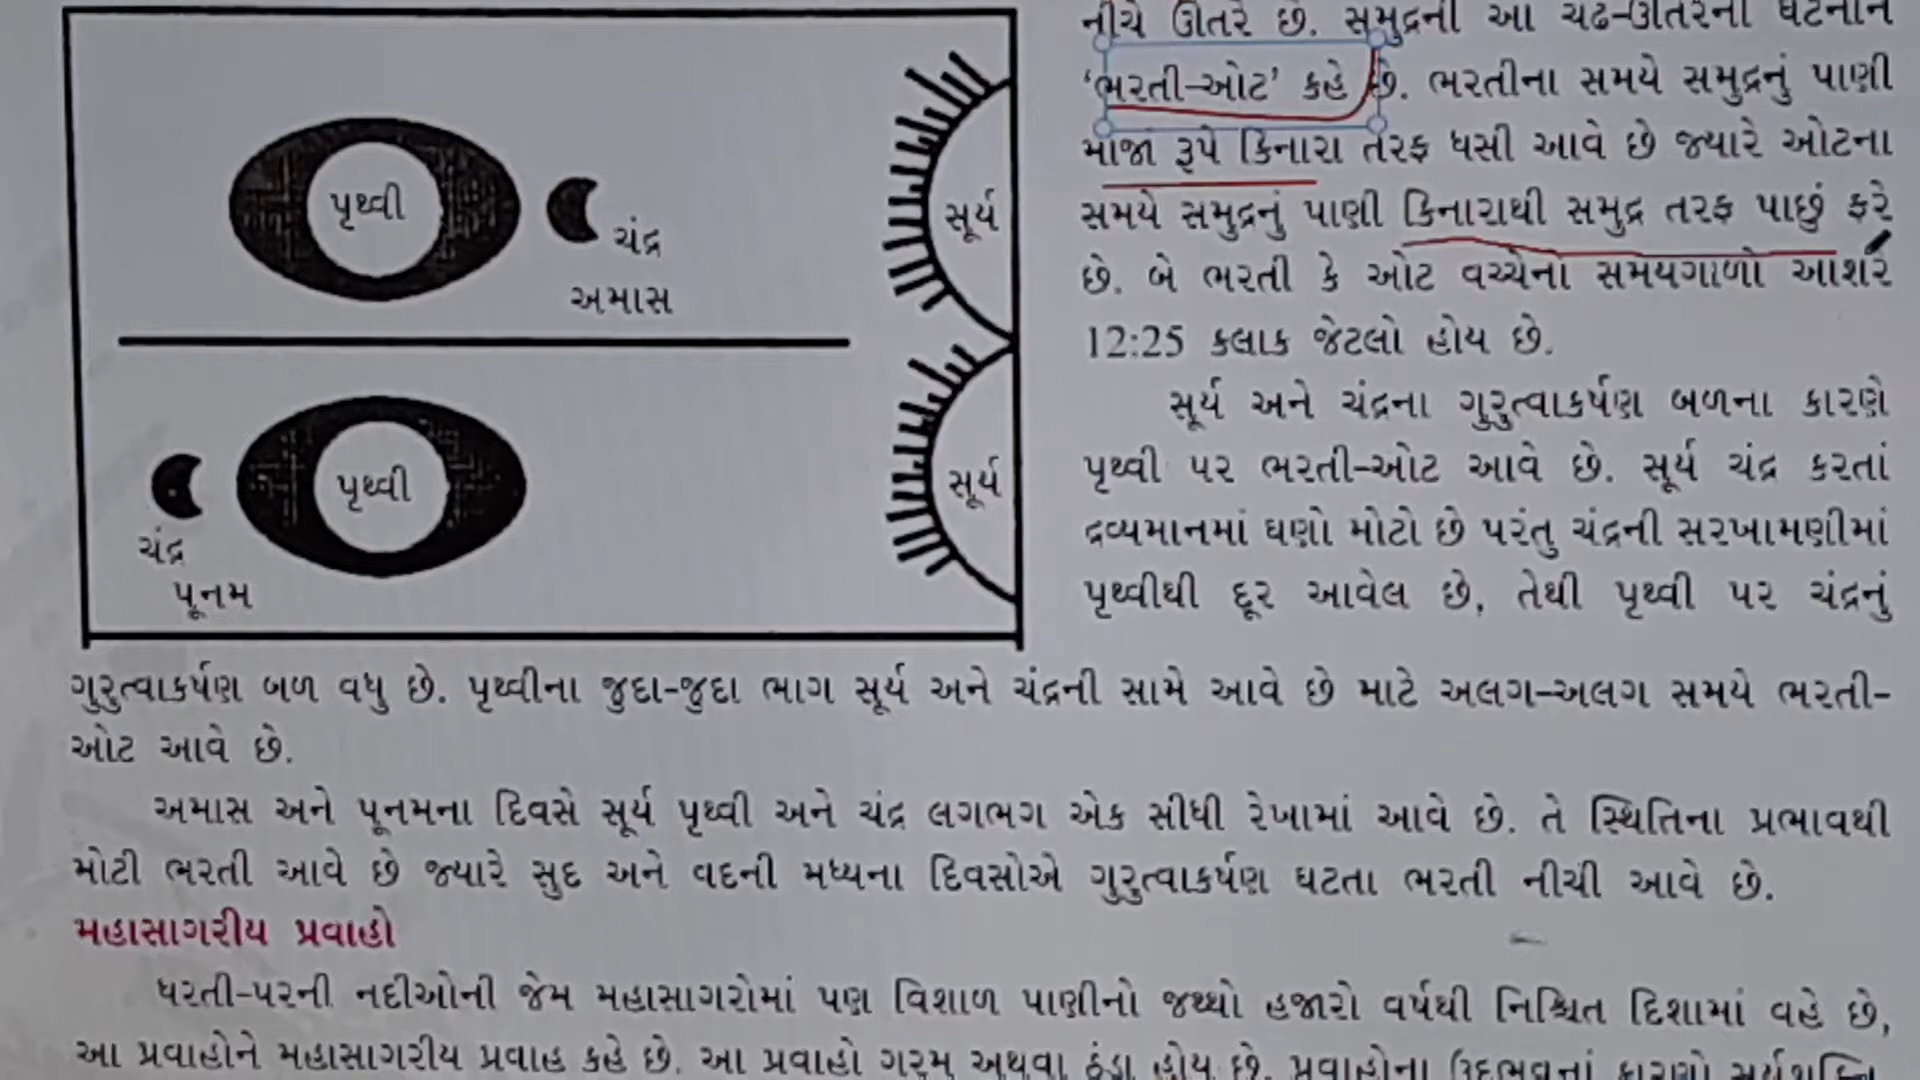 પૃથ્વી
ચંદ્ર
અમાસ
સૂર્ય
પૃથ્વી
ચંદ્ર
પૂનમ
સૂર્ય
નીચે ઊતરે છે. સમુદ્રની આ ચઢ-ઊતરની ઘટનાને
‘ભરતી-ઓટ’ કહે છે. ભરતીના સમયે સમુદ્રનું પાણી
મોજાં રૂપે કિનારા તરફ ધસી આવે છે જ્યારે ઓટના
સમયે સમુદ્રનું પાણી કિનારાથી સમુદ્ર તરફ પાછું ફરે
છે. બે ભરતી કે ઓટ વચ્ચેનો સમયગાળો આશરે
12:25 કલાક જેટલો હોય છે.
સૂર્ય અને ચંદ્રના ગુરુત્વાકર્ષણ બળના કારણે
પૃથ્વી પર ભરતી-ઓટ આવે છે. સૂર્ય ચંદ્ર કરતાં
દ્રવ્યમાનમાં ઘણો મોટો છે પરંતુ ચંદ્રની સરખામણીમાં
પૃથ્વીથી દૂર આવેલ છે, તેથી પૃથ્વી પર ચંદ્રનું
ગુરુત્વાકર્ષણ બળ વધુ છે. પૃથ્વીના જુદા-જુદા ભાગ સૂર્ય અને ચંદ્રની સામે આવે છે માટે અલગ-અલગ સમયે ભરતી-
ઓટ આવે છે.
અમાસ અને પૂનમના દિવસે સૂર્ય પૃથ્વી અને ચંદ્ર લગભગ એક સીધી રેખામાં આવે છે. તે સ્થિતિના પ્રભાવથી
મોટી ભરતી આવે છે જ્યારે સુદ અને વદની મધ્યના દિવસોએ ગુરુત્વાકર્ષણ ઘટતા ભરતી નીચી આવે છે.
મહાસાગરીય પ્રવાહો
ધરતી-પરની નદીઓની જેમ મહાસાગરોમાં પણ વિશાળ પાણીનો જથ્થો હજારો વર્ષથી નિશ્ચિત દિશામાં વહે છે,
આ પ્રવાહોને મહાસાગરીય પ્રવાહ કહે છે. આ પ્રવાહો ગરમ અથવા ઠંડા હોય છે. પ્રવાહોના ઉદ્દભવનાં કારણો સૂર્યશક્તિ